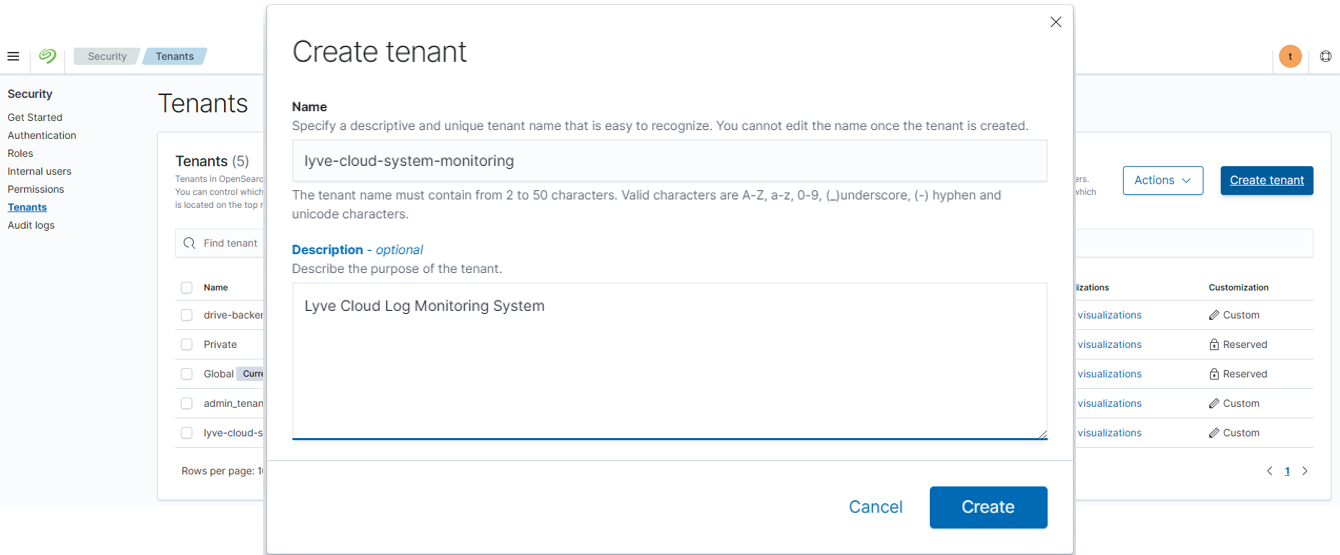 Create tenant
Security
Tenants
t
Security
Get Started
Authentication
Roles
Internal users
Permissions
Tenants
Audit logs
Tenants
Tenants (5)
Tenants in OpenSearc
You can control which
is located on the top r
Find tenant
Name
drive-backer
Private
Global Curre
admin_tenan
lyve-cloud-s
Rows per page: 10
Name
Specify a descriptive and unique tenant name that is easy to recognize. You cannot edit the name once the tenant is created.
lyve-cloud-system-monitoring
The tenant name must contain from 2 to 50 characters. Valid characters are A-Z, a-z, 0-9, (_)underscore, (-) hyphen and
unicode characters.
Description - optional
Describe the purpose of the tenant.
Lyve Cloud Log Monitoring System
Cancel
Create
ers.
which
Actions
Create tenant
izations
Customization
visualizations
Custom
visualizations
Reserved
visualizations
Reserved
visualizations
Custom
visualizations
Custom
1